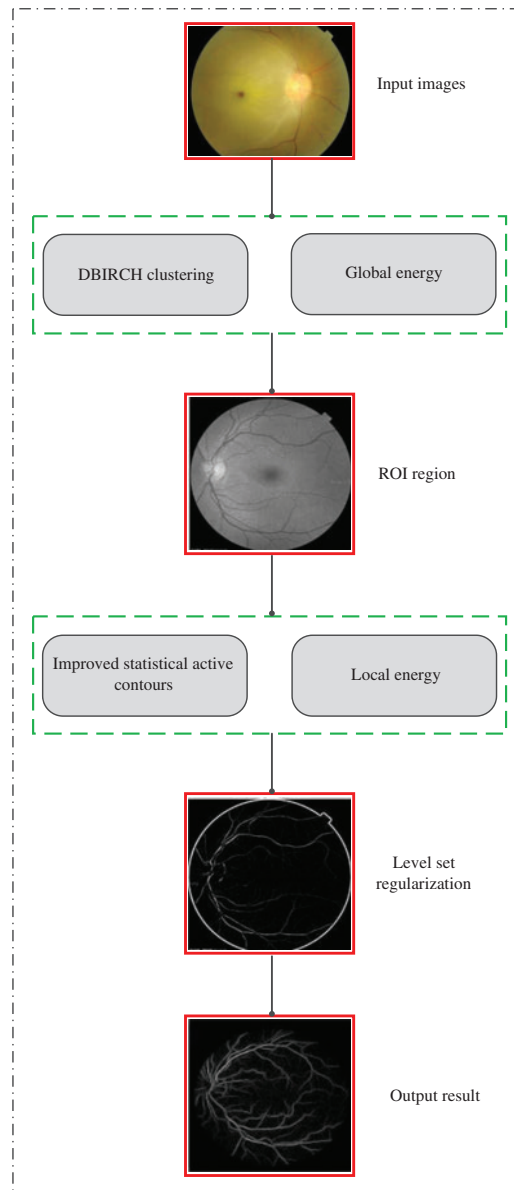 Input images
DBIRCH clustering
Global energy
ROI region
Improved statistical active
contours
Local energy
Level set
regularization
Output result